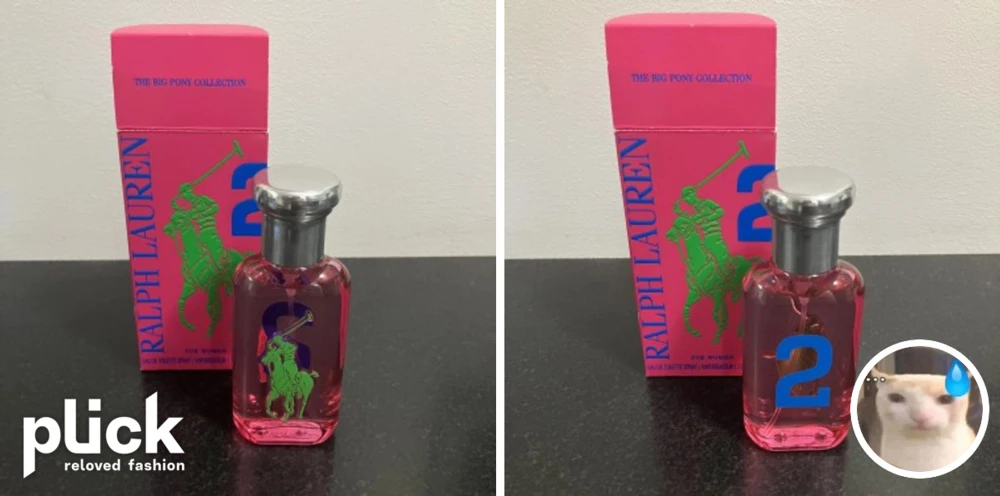 THE BIG PONY COLLECTION
RALPH LAUREN
2
FOR WOMEN
plick
reloved fashion
THE BIG PONY COLLECTION
RALPH LAUREN
2
FOR WOMEN
2
...